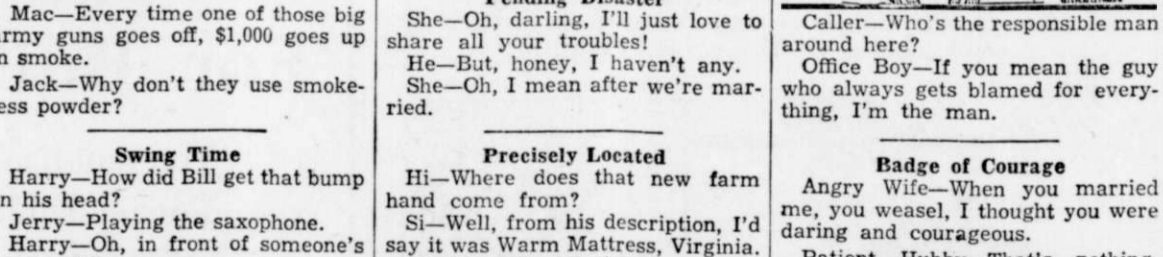 Mac—Every time one of those big
rmy guns goes off, $1,000 goes up
n smoke.
Jack—Why don't they use smoke-
ess powder?
Swing Time
Harry—How did Bill get that bump
n his head?
Jerry—Playing the saxophone.
Harry—Oh, in front of someone's
Pending Disaster
She—Oh, darling, I'll just love to
share all your troubles!
He—But, honey, I haven't any.
She—Oh, I mean after we're mar-
ried.
Precisely Located
Hi—Where does that new farm
hand come from?
Si—Well, from his description, I'd
say it was Warm Mattress, Virginia.
Caller—Who's the responsible man
around here?
Office Boy—If you mean the guy
who always gets blamed for every-
thing, I'm the man.
Badge of Courage
Angry Wife—When you married
me, you weasel, I thought you were
daring and courageous.